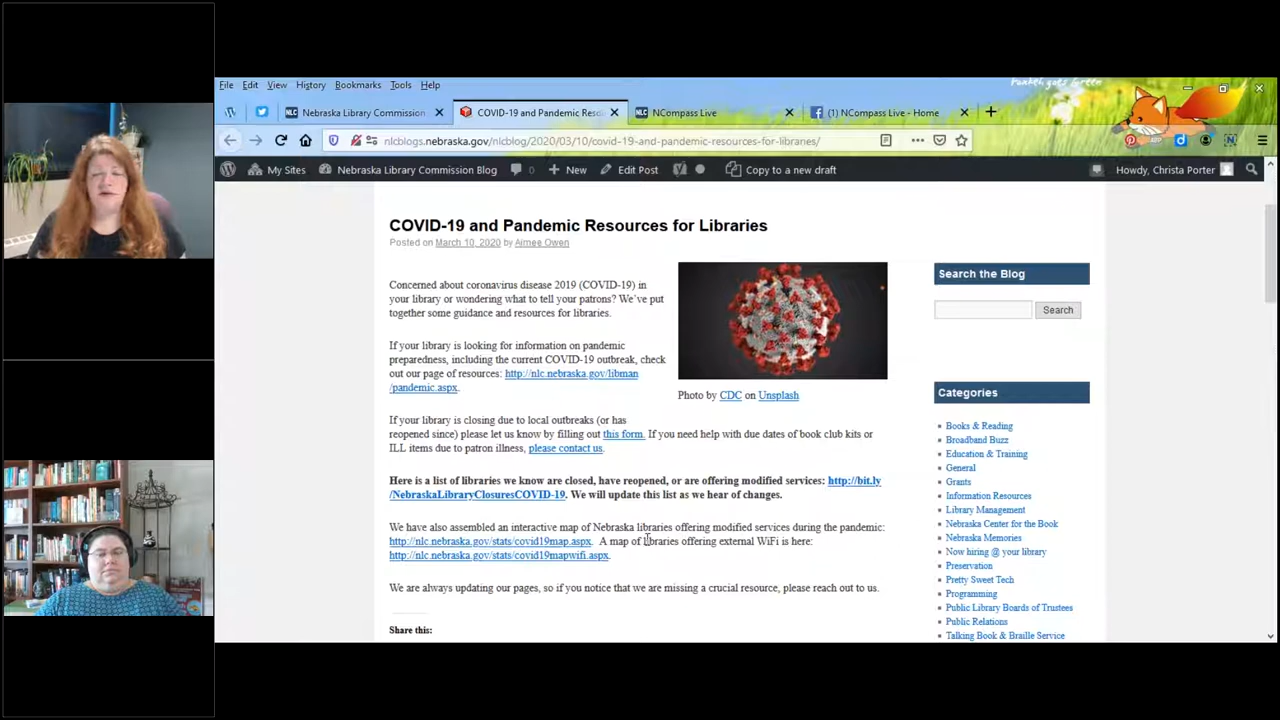 File Edit View History Bookmarks Tools Help
Nebraska Library Commission
COVID-19 and Pandemic Reso
NCompass Live
(1) NCompass Live - Home
nlcblogs.nebraska.gov/nlcblog/2020/03/10/covid-19-and-pandemic-resources-for-libraries/
My Sites Nebraska Library Commission Blog 0 New Edit Post Copy to a new draft Howdy, Christa Porter
COVID-19 and Pandemic Resources for Libraries
Posted on March 10, 2020 by Aimee Owen
Concerned about coronavirus disease 2019 (COVID-19) in
your library or wondering what to tell your patrons? We've put
together some guidance and resources for libraries.
If your library is looking for information on pandemic
preparedness, including the current COVID-19 outbreak, check
out our page of resources: http://nlc.nebraska.gov/libman
/pandemic.aspx.
Photo by CDC on Unsplash
If your library is closing due to local outbreaks (or has
reopened since) please let us know by filling out this form. If you need help with due dates of book club kits or
ILL items due to patron illness, please contact us.
Here is a list of libraries we know are closed, have reopened, or are offering modified services: http://bit.ly
/NebraskaLibraryClosuresCOVID-19. We will update this list as we hear of changes.
We have also assembled an interactive map of Nebraska libraries offering modified services during the pandemic:
http://nlc.nebraska.gov/stats/covid19map.aspx. A map of libraries offering external WiFi is here:
http://nlc.nebraska.gov/stats/covid19mapwifi.aspx.
We are always updating our pages, so if you notice that we are missing a crucial resource, please reach out to us.
Share this:
Search the Blog
Search
Categories
Books & Reading
Broadband Buzz
Education & Training
General
Grants
Information Resources
Library Management
Nebraska Center for the Book
Nebraska Memories
Now hiring @ your library
Preservation
Pretty Sweet Tech
Programming
Public Library Boards of Trustees
Public Relations
Talking Book & Braille Service